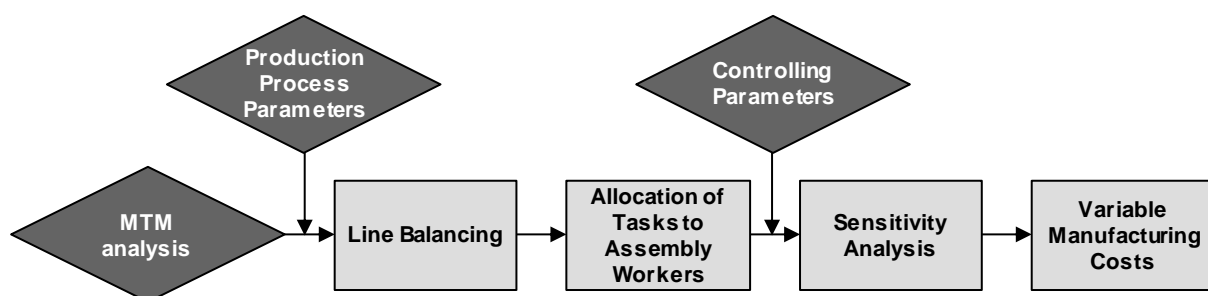 Production
Process
Parameters
Controlling
Parameters
MTM
analysis
Line Balancing
Allocation of
Tasks to
Assembly
Workers
Sensitivity
Analysis
Variable
Manufacturing
Costs